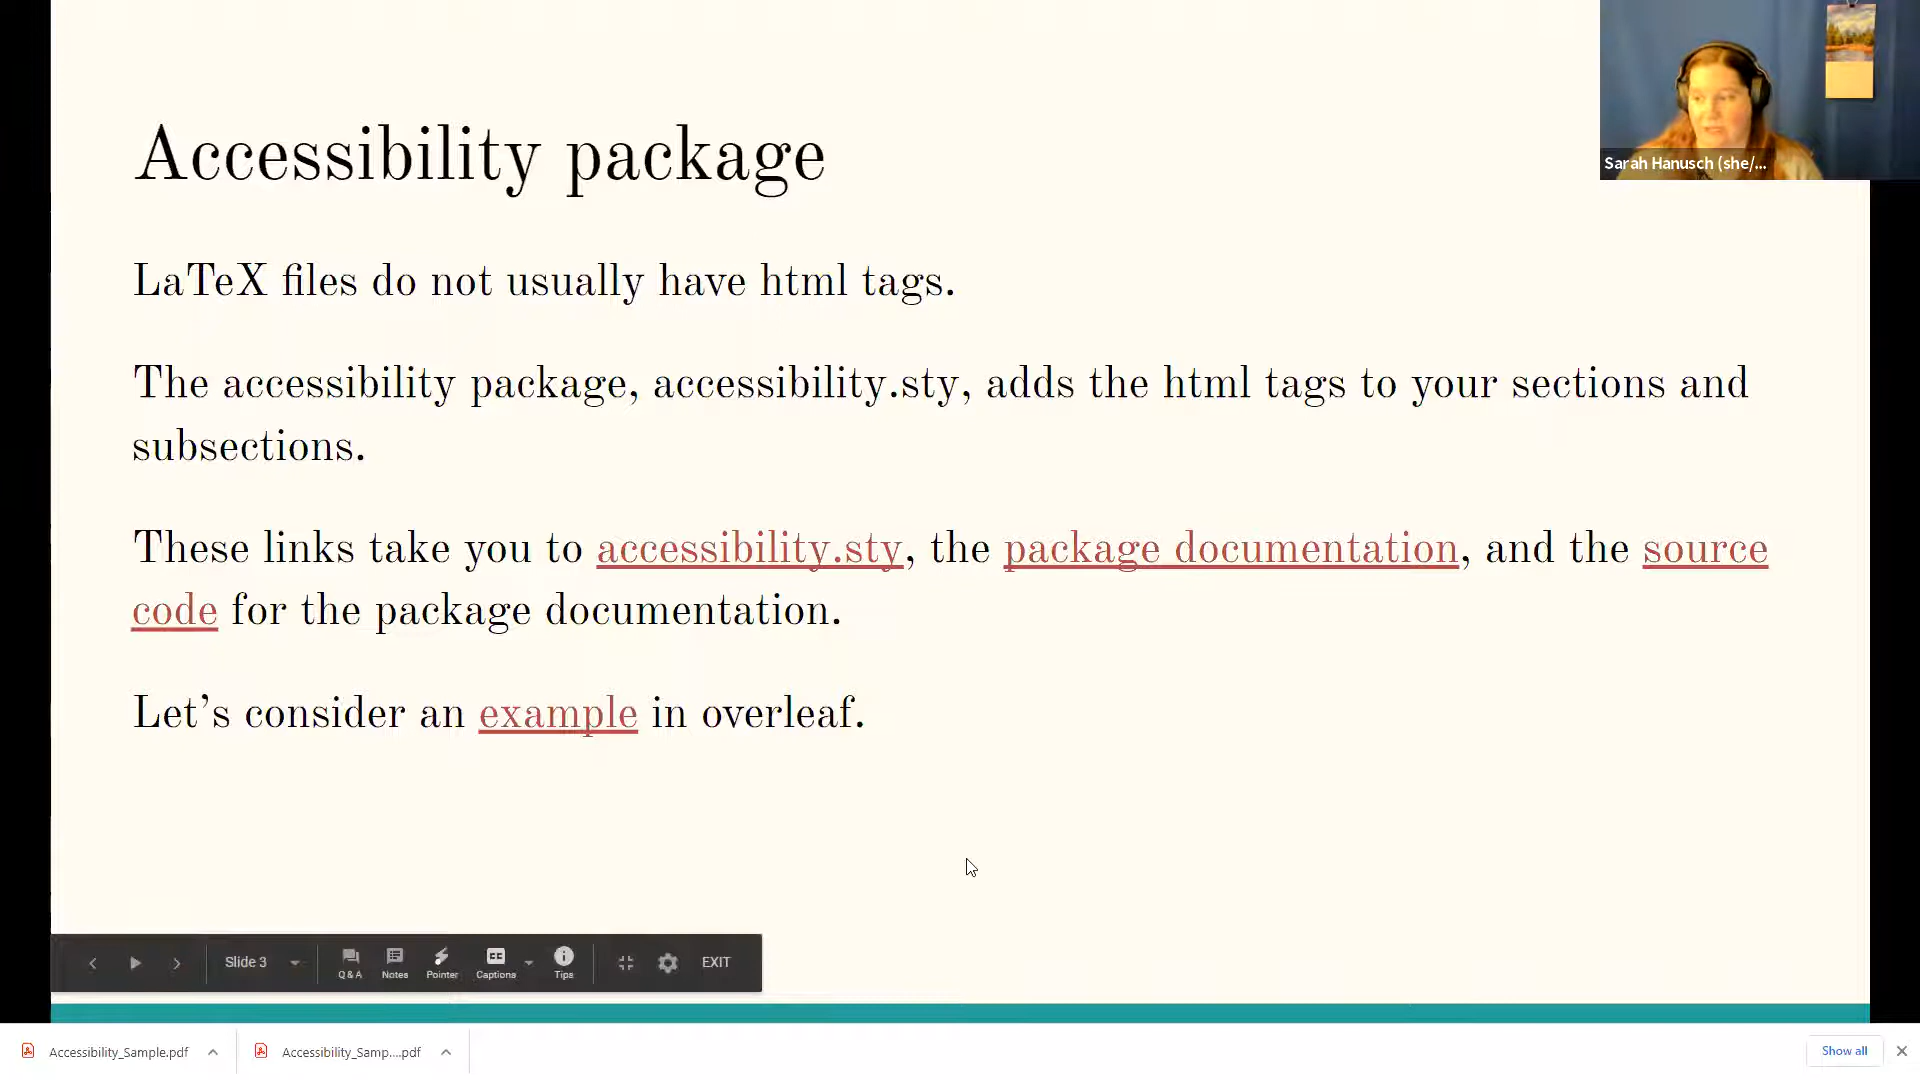 Accessibility package
Sarah Hanusch (she/...
LaTeX files do not usually have html tags.
The accessibility package, accessibility.sty, adds the html tags to your sections and
subsections.
These links take you to accessibility.sty, the package documentation, and the source
code for the package documentation.
Let's consider an example in overleaf.
Slide 3
Q & A
Notes
Pointer
Captions
Tips
EXIT
Accessibility_Sample.pdf
Accessibility_Samp....pdf
Show all